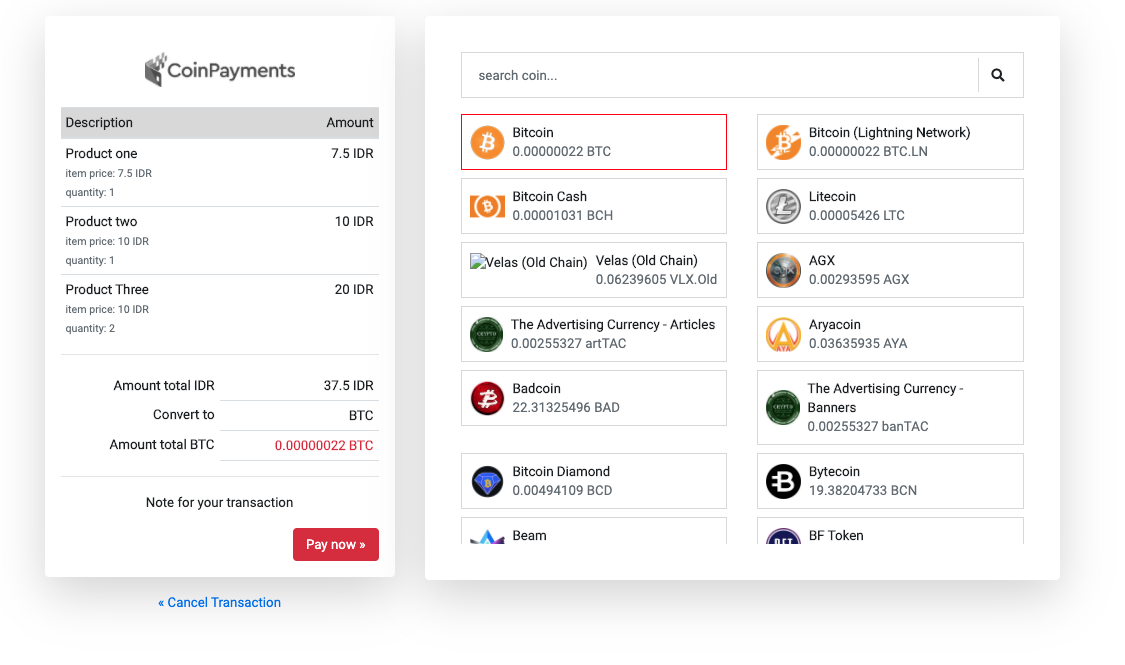 CoinPayments
Description Amount
Product one 7.5 IDR
item price: 7.5 IDR
quantity: 1
Product two 10 IDR
item price: 10 IDR
quantity: 1
Product Three 20 IDR
item price: 10 IDR
quantity: 2
Amount total IDR 37.5 IDR
Convert to BTC
Amount total BTC 0.00000022 BTC
Note for your transaction
Pay now »
« Cancel Transaction
search coin...
Bitcoin
0.00000022 BTC
Bitcoin (Lightning Network)
0.00000022 BTC.LN
Bitcoin Cash
0.00001031 BCH
Litecoin
0.00005426 LTC
Velas (Old Chain)
Velas (Old Chain)
0.06239605 VLX.Old
AGX
0.00293595 AGX
CRYPTO
The Advertising Currency - Articles
0.00255327 artTAC
AYA
Aryacoin
0.03635935 AYA
Badcoin
22.31325496 BAD
CRYPTO
The Advertising Currency -
Banners
0.00255327 banTAC
Bitcoin Diamond
0.00494109 BCD
Bytecoin
19.38204733 BCN
Beam
BF Token